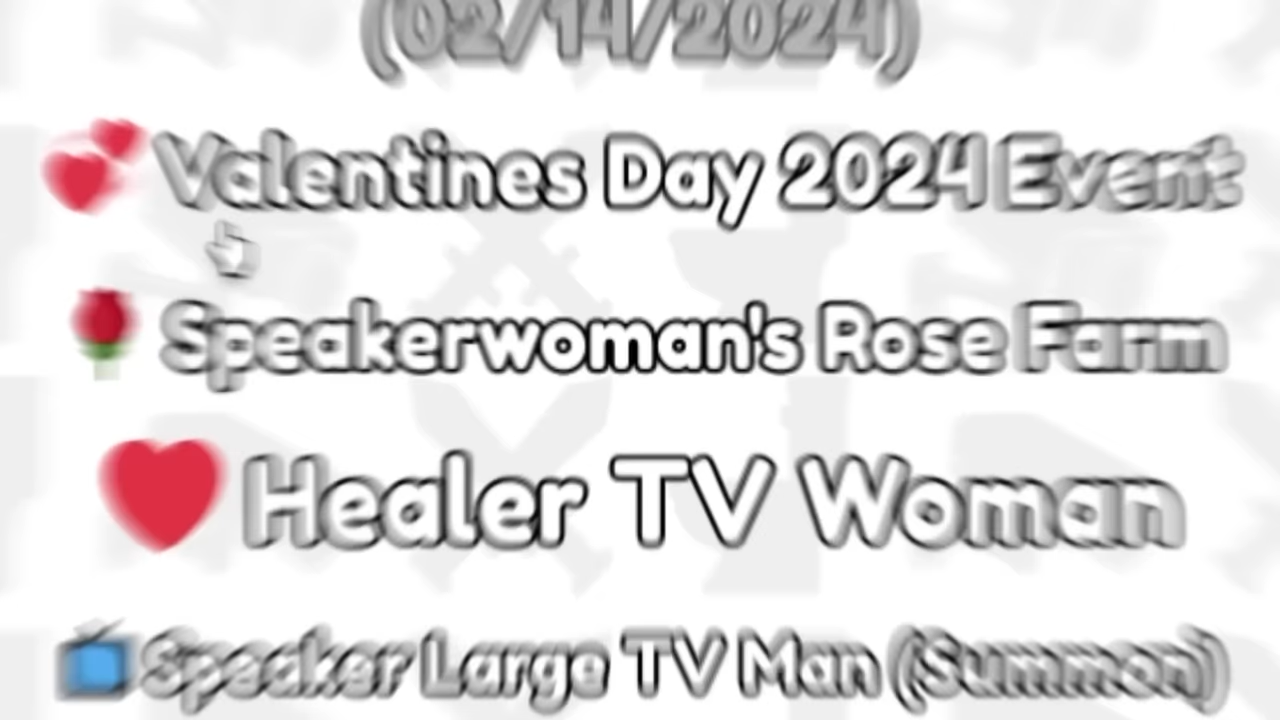 (02/14/2024)
💞 Valentines Day 2024 Event
🌹 Speakerwoman's Rose Farm
❤️ Healer TV Woman
📺 Speaker Large TV Man (Summon)